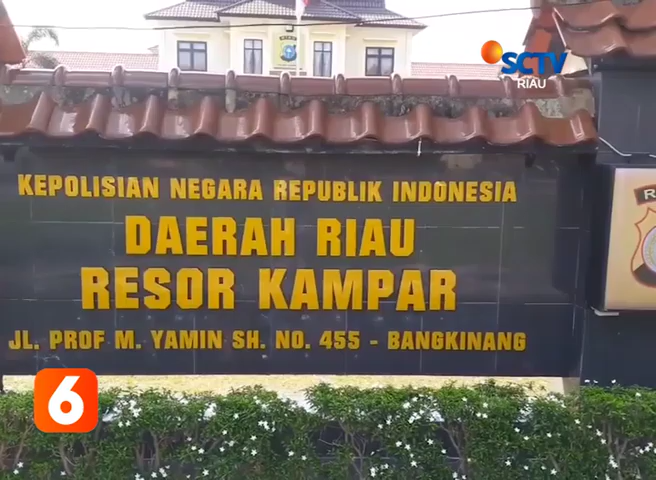 SCTV
RIAU
KEPOLISIAN NEGARA REPUBLIK INDONESIA
DAERAH RIAU
RESOR KAMPAR
JL. PROF M. YAMIN SH. NO. 455 - BANGKINANG
6